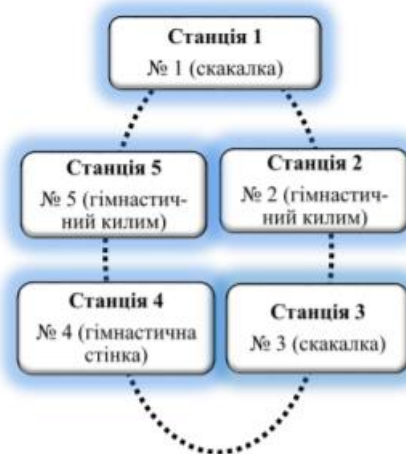 Станція 1
№ 1 (скакалка)
Станція 5
№ 5 (гімнастич-
ний килим)
Станція 2
№ 2 (гімнастич-
ний килим)
Станція 4
№ 4 (гімнастична
стінка)
Станція 3
№ 3 (скакалка)